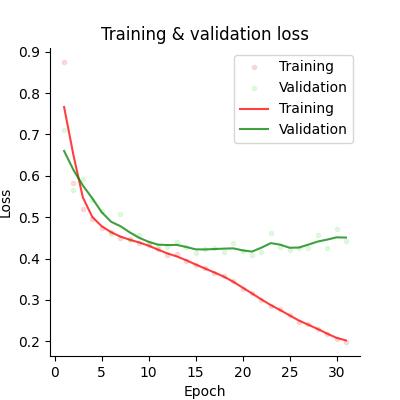 Training & validation loss
Training
Validation
Training
Validation
Loss
0.9
0.8
0.7
0.6
0.5
0.4
0.3
0.2
0
5
10
15
20
25
30
Epoch